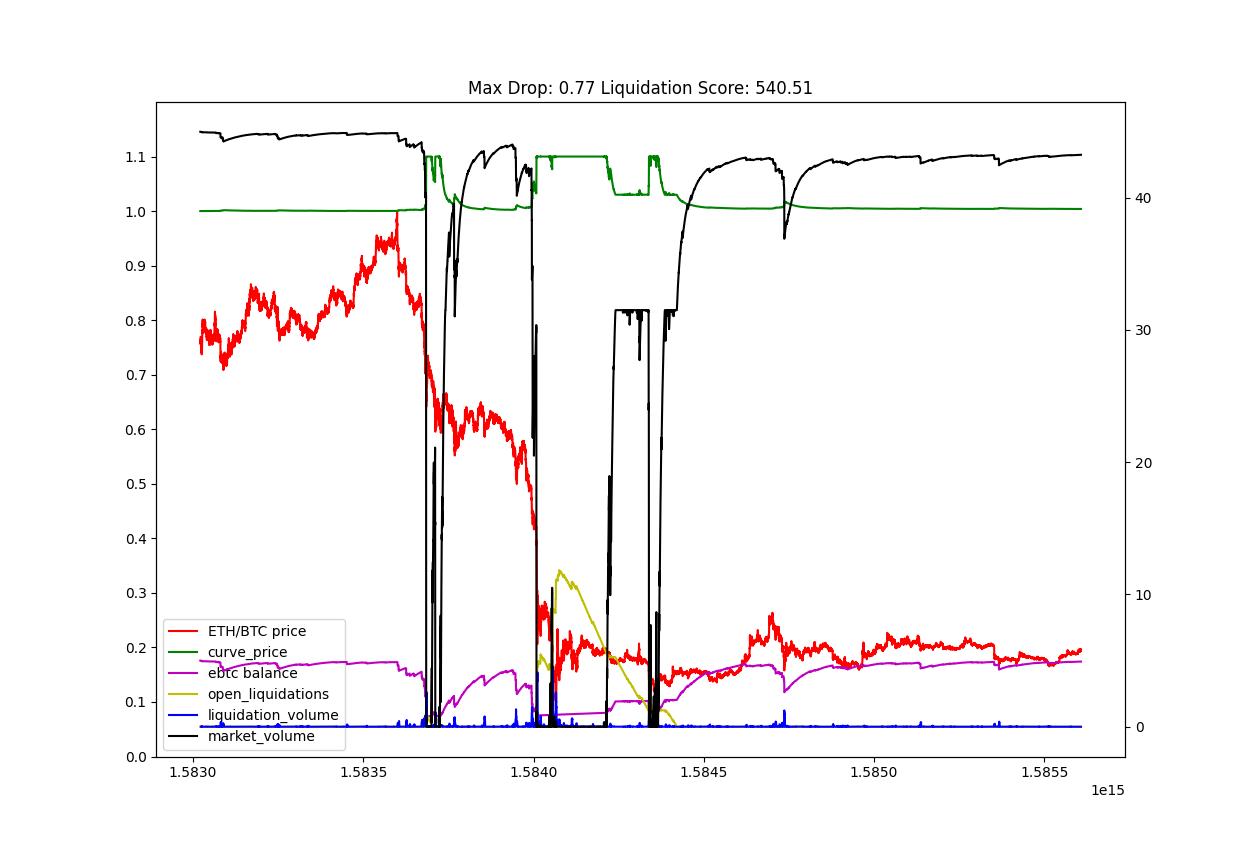 Max Drop: 0.77 Liquidation Score: 540.51
1.1
1.0
0.9
0.8
0.7
0.6
0.5
0.4
0.3
0.2
0.1
0.0
40
30
20
10
0
ETH/BTC price
curve_price
ebtc balance
open_liquidations
liquidation_volume
market_volume
1.5830 1.5835 1.5840 1.5845 1.5850 1.5855
1e15